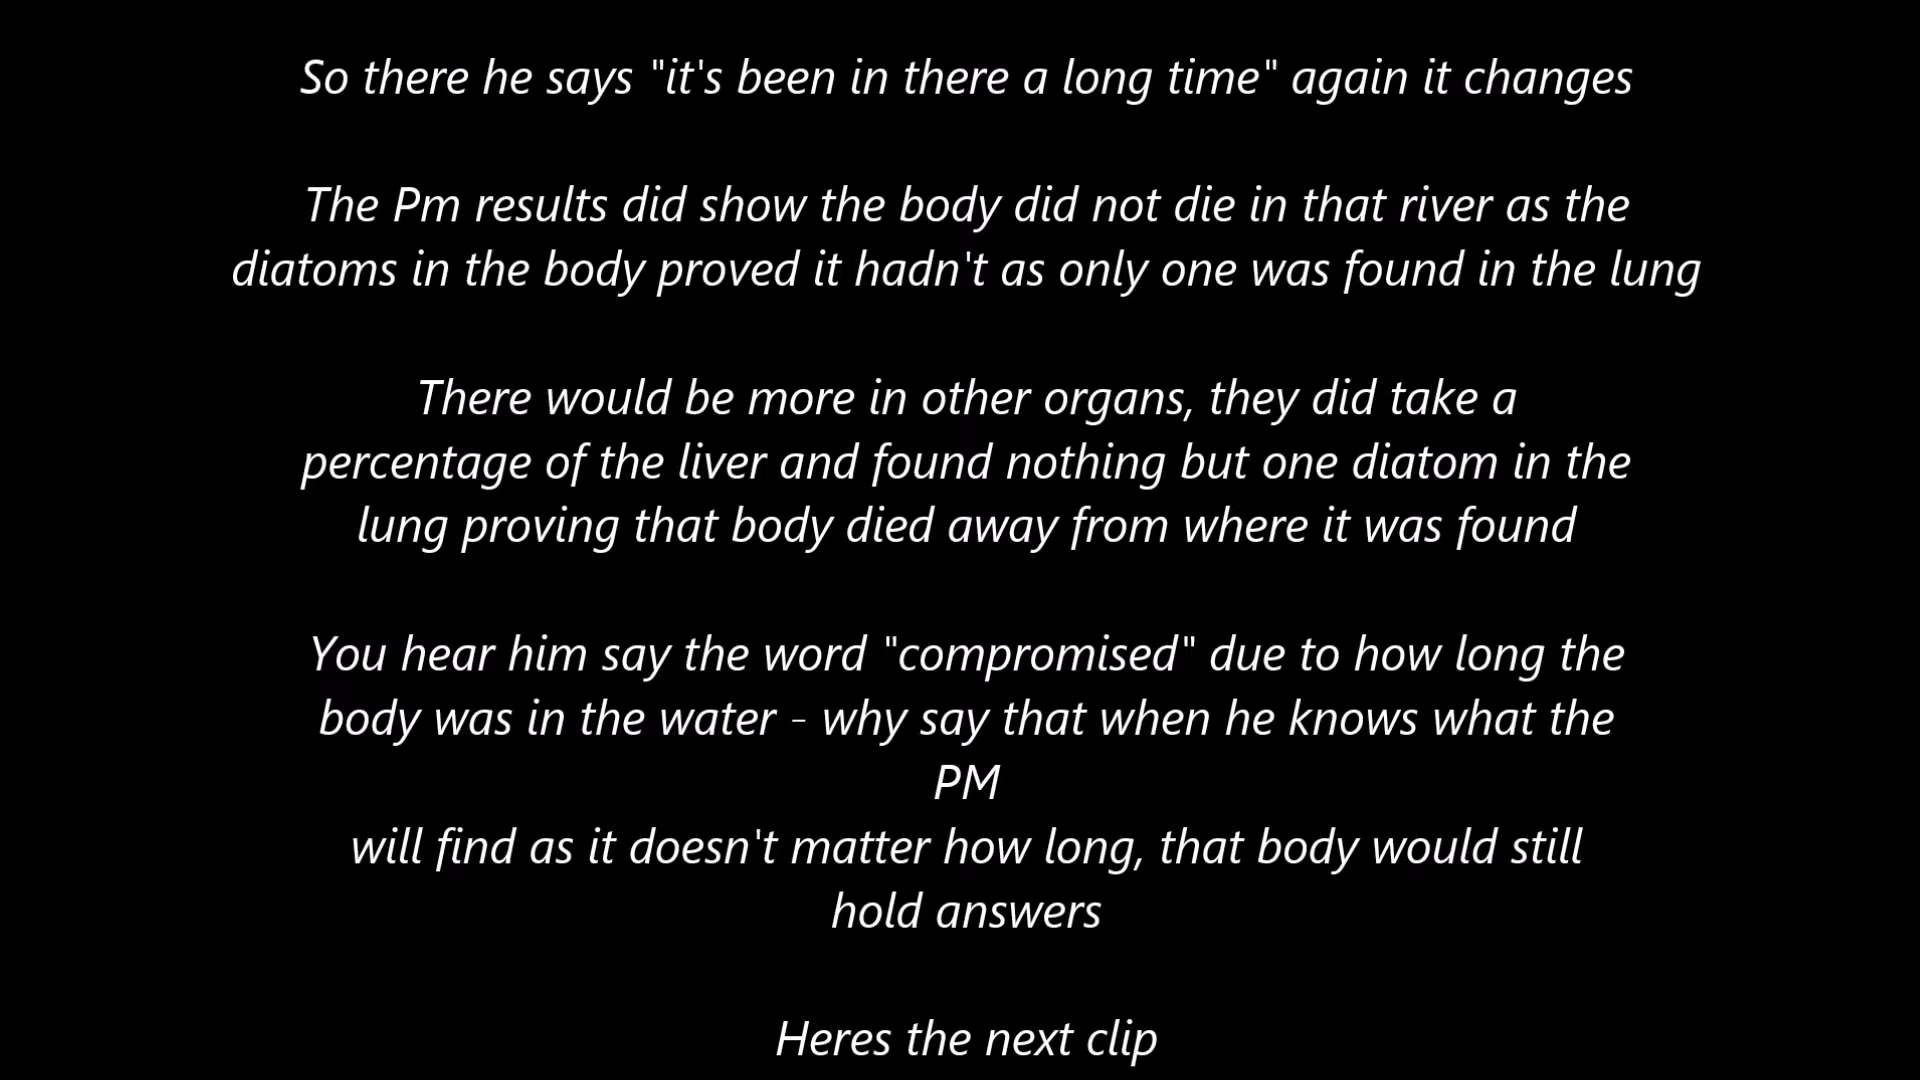 So there he says "it's been in there a long time" again it changes
The Pm results did show the body did not die in that river as the
diatoms in the body proved it hadn't as only one was found in the lung
There would be more in other organs, they did take a
percentage of the liver and found nothing but one diatom in the
lung proving that body died away from where it was found
You hear him say the word "compromised" due to how long the
body was in the water - why say that when he knows what the
PM
will find as it doesn't matter how long, that body would still
hold answers
Heres the next clip